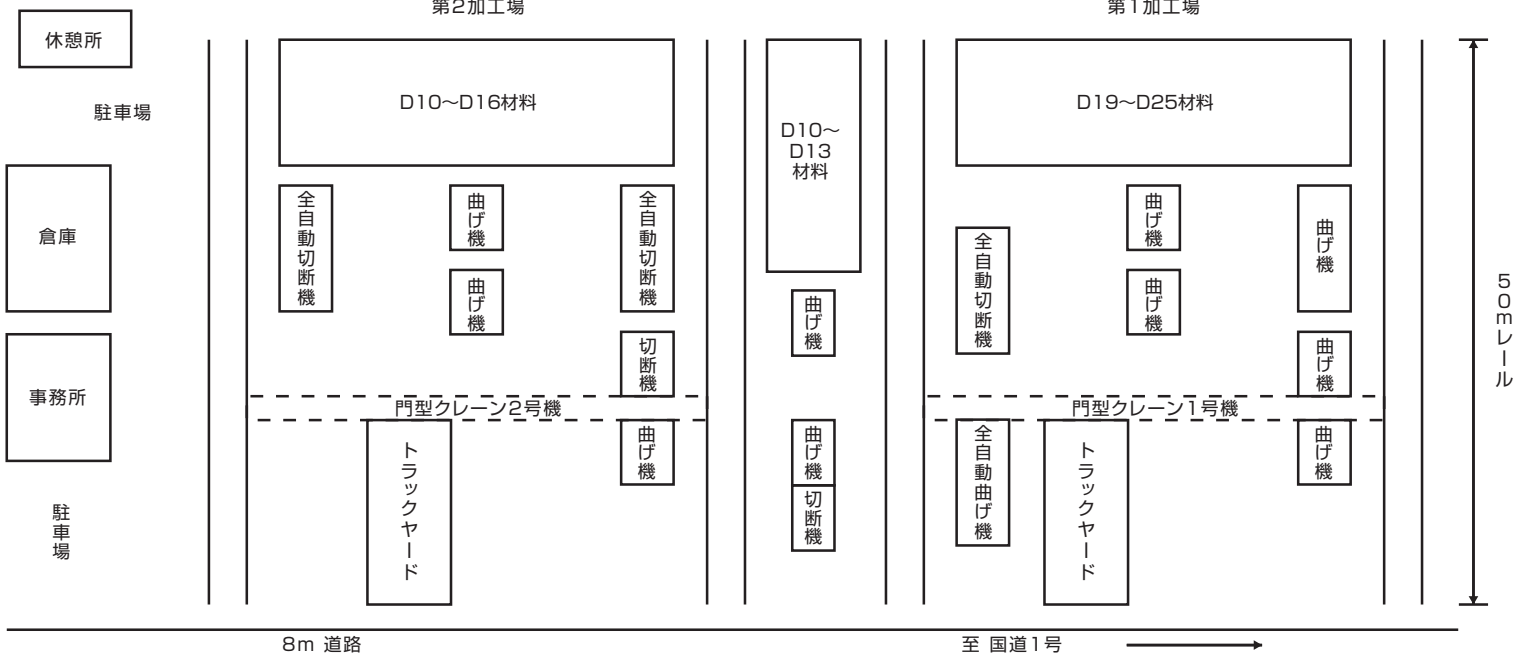 第2加工場
第1加工場
休憩所
駐車場
倉庫
事務所
駐車場
D10〜D16材料
全自動切断機
曲げ機
曲げ機
全自動切断機
切断機
門型クレーン2号機
曲げ機
トラックヤード
D10〜
D13
材料
曲げ機
曲げ機
切断機
D19〜D25材料
全自動切断機
曲げ機
曲げ機
曲げ機
曲げ機
門型クレーン1号機
全自動曲げ機
トラックヤード
曲げ機
50mレール
8m 道路
至 国道1号